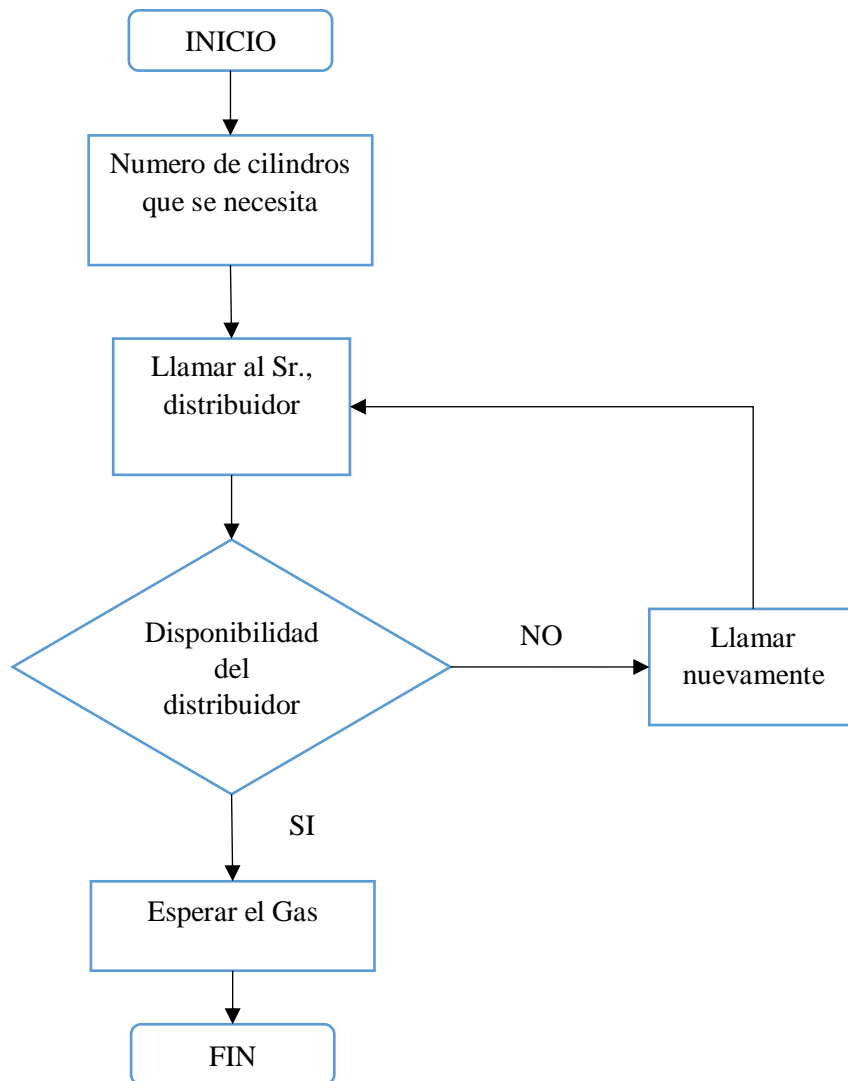 INICIO
Numero de cilindros
que se necesita
Llamar al Sr.,
distribuidor
Disponibilidad
del
distribuidor
NO
Llamar
nuevamente
SI
Esperar el Gas
FIN